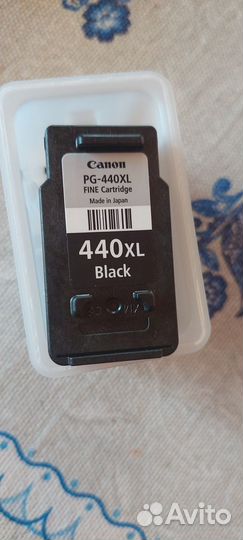 Canon
PG-440XL
FINE Cartridge
Made in Japan
440XL
Black
Avito